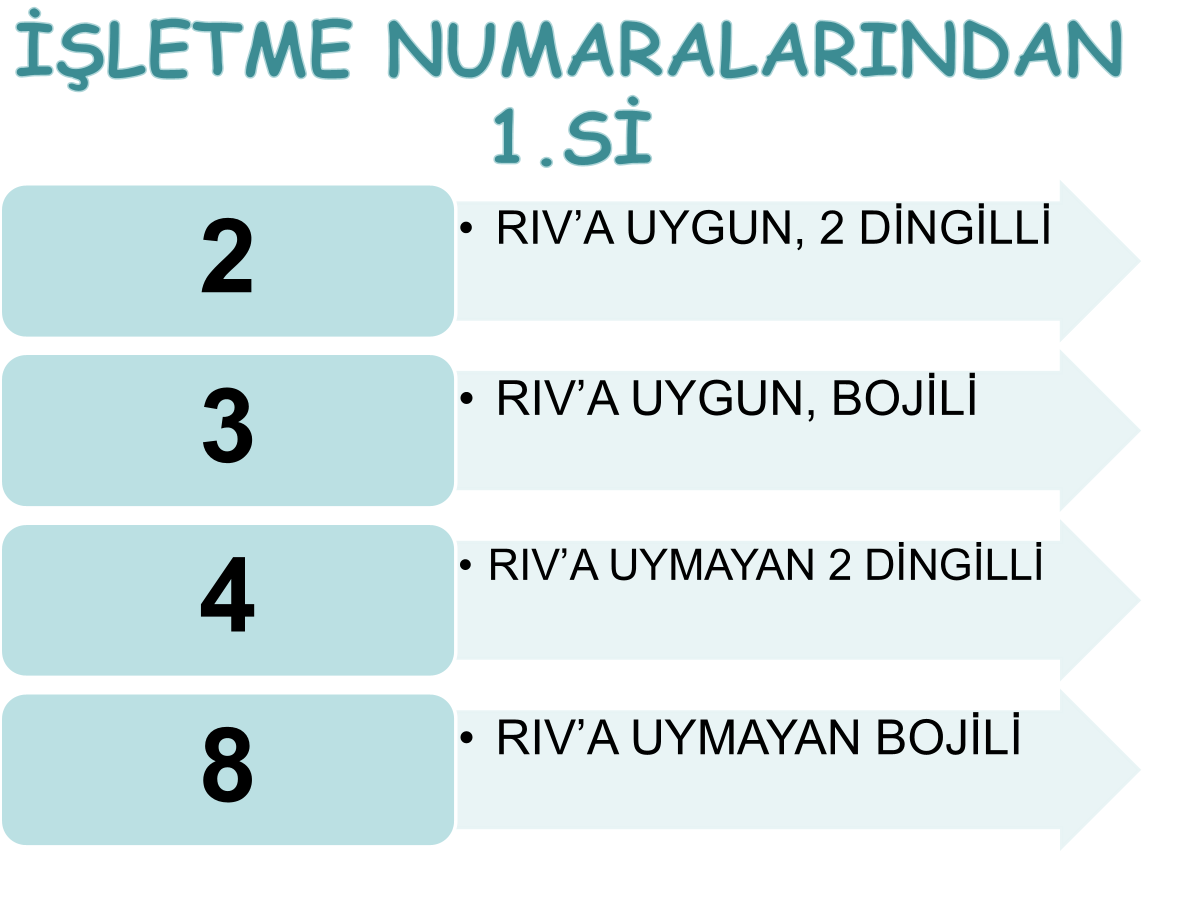 İŞLETME NUMARALARINDAN
1.Sİ
2
• RIV’A UYGUN, 2 DİNGİLLİ
3
• RIV’A UYGUN, BOJİLİ
4
• RIV’A UYMAYAN 2 DİNGİLLİ
8
• RIV’A UYMAYAN BOJİLİ